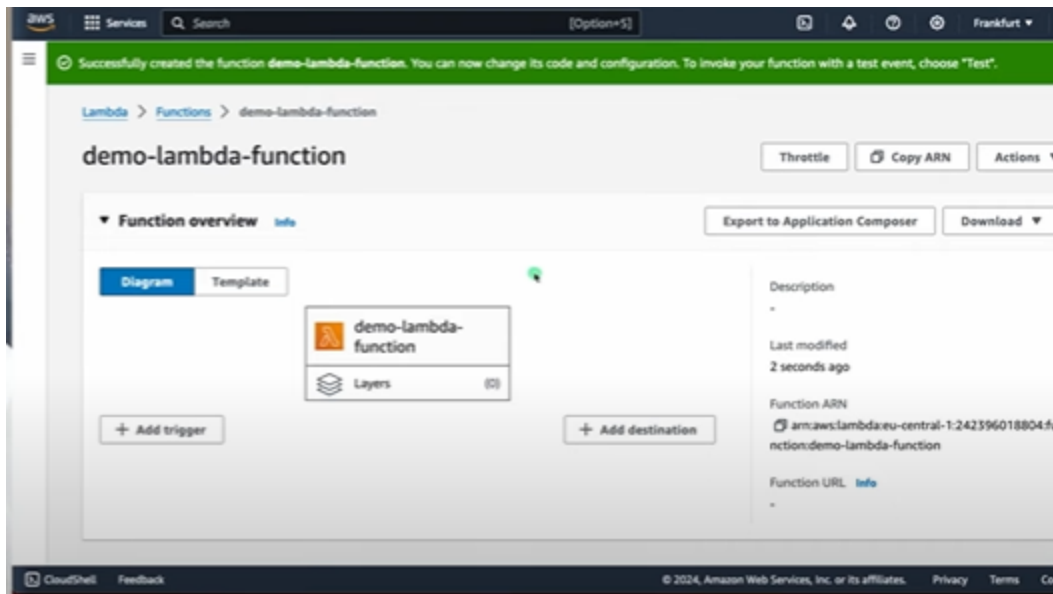 aws Services Search [Option+S] Frankfurt
Successfully created the function demo-lambda-function. You can now change its code and configuration. To invoke your function with a test event, choose "Test".
Lambda > Functions > demo-lambda-function
demo-lambda-function
Throttle Copy ARN Actions
Function overview Info
Export to Application Composer Download
Diagram Template
demo-lambda-
function
Layers (0)
+ Add trigger
+ Add destination
Description
-
Last modified
2 seconds ago
Function ARN
arn:aws:lambda:eu-central-1:242396018804:fu
nction:demo-lambda-function
Function URL Info
-
CloudShell Feedback © 2024, Amazon Web Services, Inc. or its affiliates. Privacy Terms